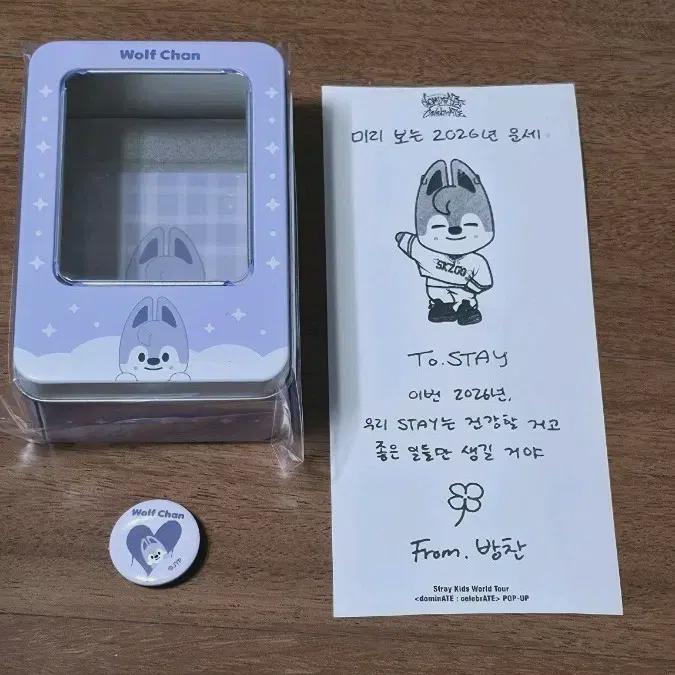 Wolf Chan
Wolf Chan
©JYP
dominATE
celebrATE
미리 보는 2026년 운세
SKZOO
To. STAY
이번 2026년,
우리 STAY는 건강할 거고
좋은 일들만 생길 거야
From. 방찬
Stray Kids World Tour
<dominATE : celebrATE> POP-UP